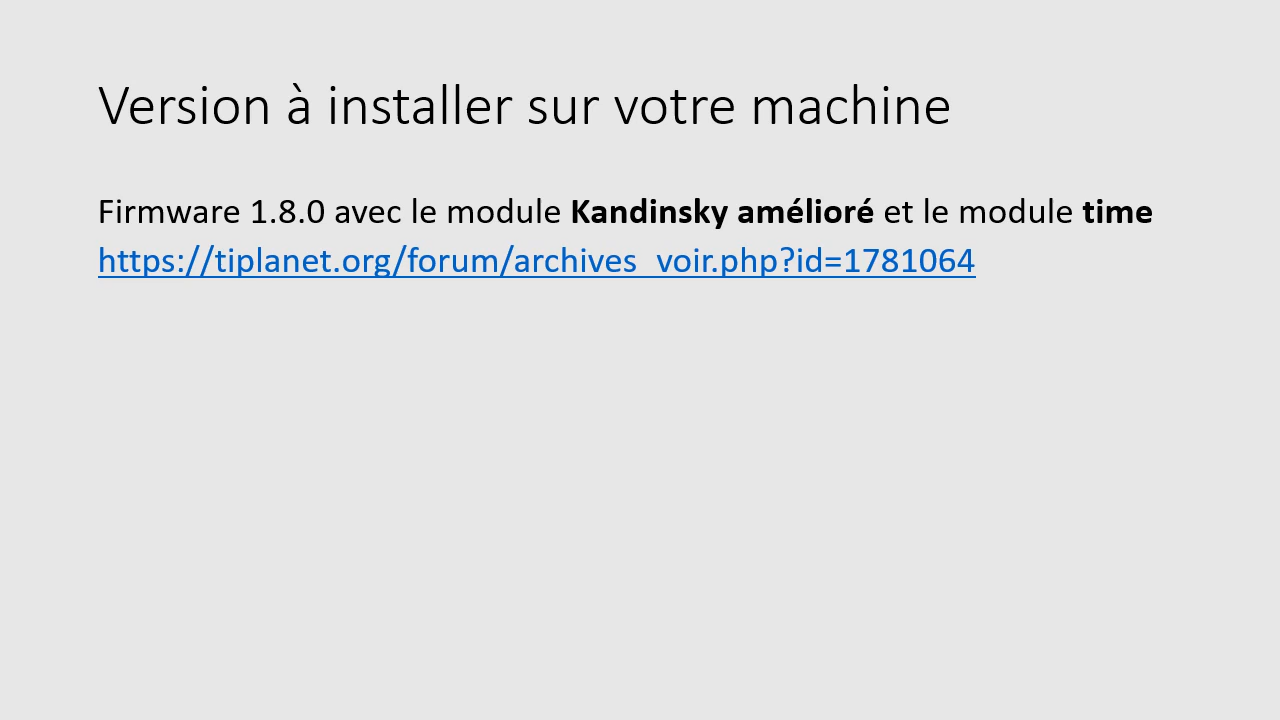 Version à installer sur votre machine
Firmware 1.8.0 avec le module Kandinsky amélioré et le module time
https://tiplanet.org/forum/archives_voir.php?id=1781064